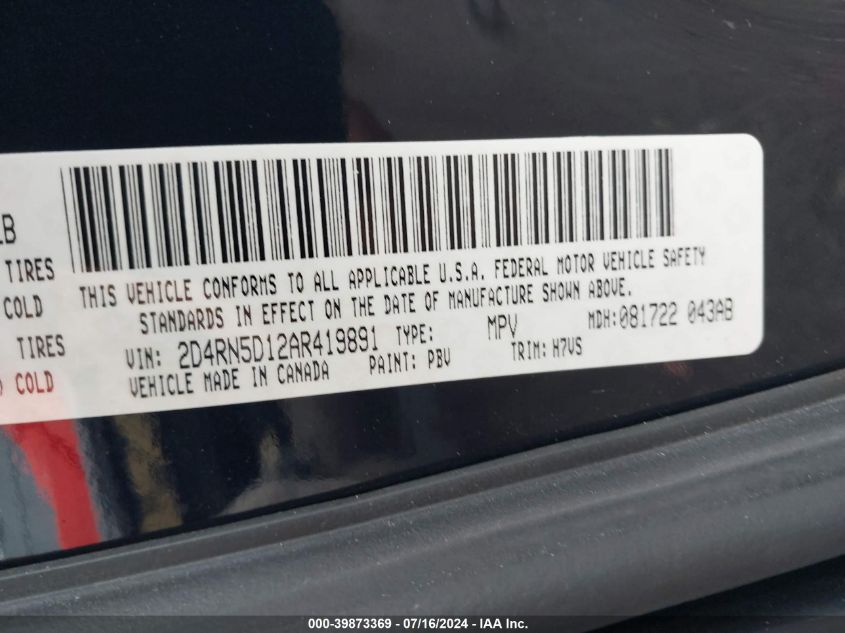 LB
TIRES
COLD
TIRES
COLD
THIS VEHICLE CONFORMS TO ALL APPLICABLE U.S.A. FEDERAL MOTOR VEHICLE SAFETY
STANDARDS IN EFFECT ON THE DATE OF MANUFACTURE SHOWN ABOVE.
VIN: 2D4RN5D12AR419891 TYPE: MPV MDH:081722 043AB
VEHICLE MADE IN CANADA PAINT: PBV TRIM: H7VS
000-39873369 - 07/16/2024 - IAA Inc.